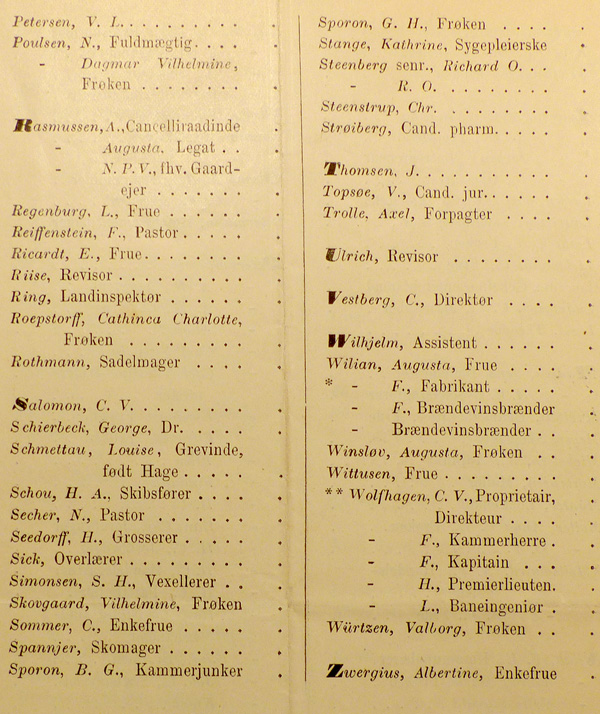 Petersen, V. L. . . . . . . . .
Poulsen, N., Fuldmægtig. . . . .
- Dagmar Vilhelmine,
Frøken . . . . . . . .
Rasmussen, A., Cancelliraadinde .
- Augusta, Legat . . .
- N. P. V., fhv. Gaard-
ejer . . . . . . . .
Regenburg, L., Frue . . . . . . .
Reiffenstein, F., Pastor . . . . . .
Ricardt, E., Frue. . . . . . . .
Riise, Revisor . . . . . . . . . .
Ring, Landinspektør . . . . . . .
Roepstorff, Cathinca Charlotte,
Frøken . . . . . . . .
Rothmann, Sadelmager . . . . .
Salomon, C. V. . . . . . . . .
Schierbeck, George, Dr. . . . . .
Schmettau, Louise, Grevinde,
født Hage . . . . . .
Schou, H. A., Skibsfører . . . . .
Secher, N., Pastor . . . . . . .
Seedorff, H., Grosserer . . . . . .
Sick, Overlærer . . . . . . . . .
Simonsen, S. H., Vexellerer . . .
Skovgaard, Vilhelmine, Frøken .
Sommer, C., Enkefrue . . . . . .
Spannjer, Skomager . . . . . . .
Sporon, B. G., Kammerjunker .
Sporon, G. H., Frøken . . . . .
Stange, Kathrine, Sygepleierske .
Steenberg senr., Richard O. . . .
- R. O. . . . . . . .
Steenstrup, Chr. . . . . . . . .
Strøiberg, Cand. pharm. . . . . .
Thomsen, J. . . . . . . . . . .
Topsøe, V., Cand. jur. . . . . . .
Trolle, Axel, Forpagter . . . . .
Ulrich, Revisor . . . . . . . . .
Vestberg, C., Direktør . . . . .
Wilhjelm, Assistent . . . . . . .
Wilian, Augusta, Frue . . . . .
* - F., Fabrikant . . . . . .
- F., Brændevinsbrænder .
- Brændevinsbrænder . . .
Winsløv, Augusta, Frøken . . .
Wittusen, Frue . . . . . . . .
** Wolfhagen, C. V., Proprietair,
Direkteur . . . . .
- F., Kammerherre . .
- F., Kapitain . . . .
- H., Premierlieuten. .
- L., Baneingeniør . .
Würtzen, Valborg, Frøken . . .
Zwergius, Albertine, Enkefrue .